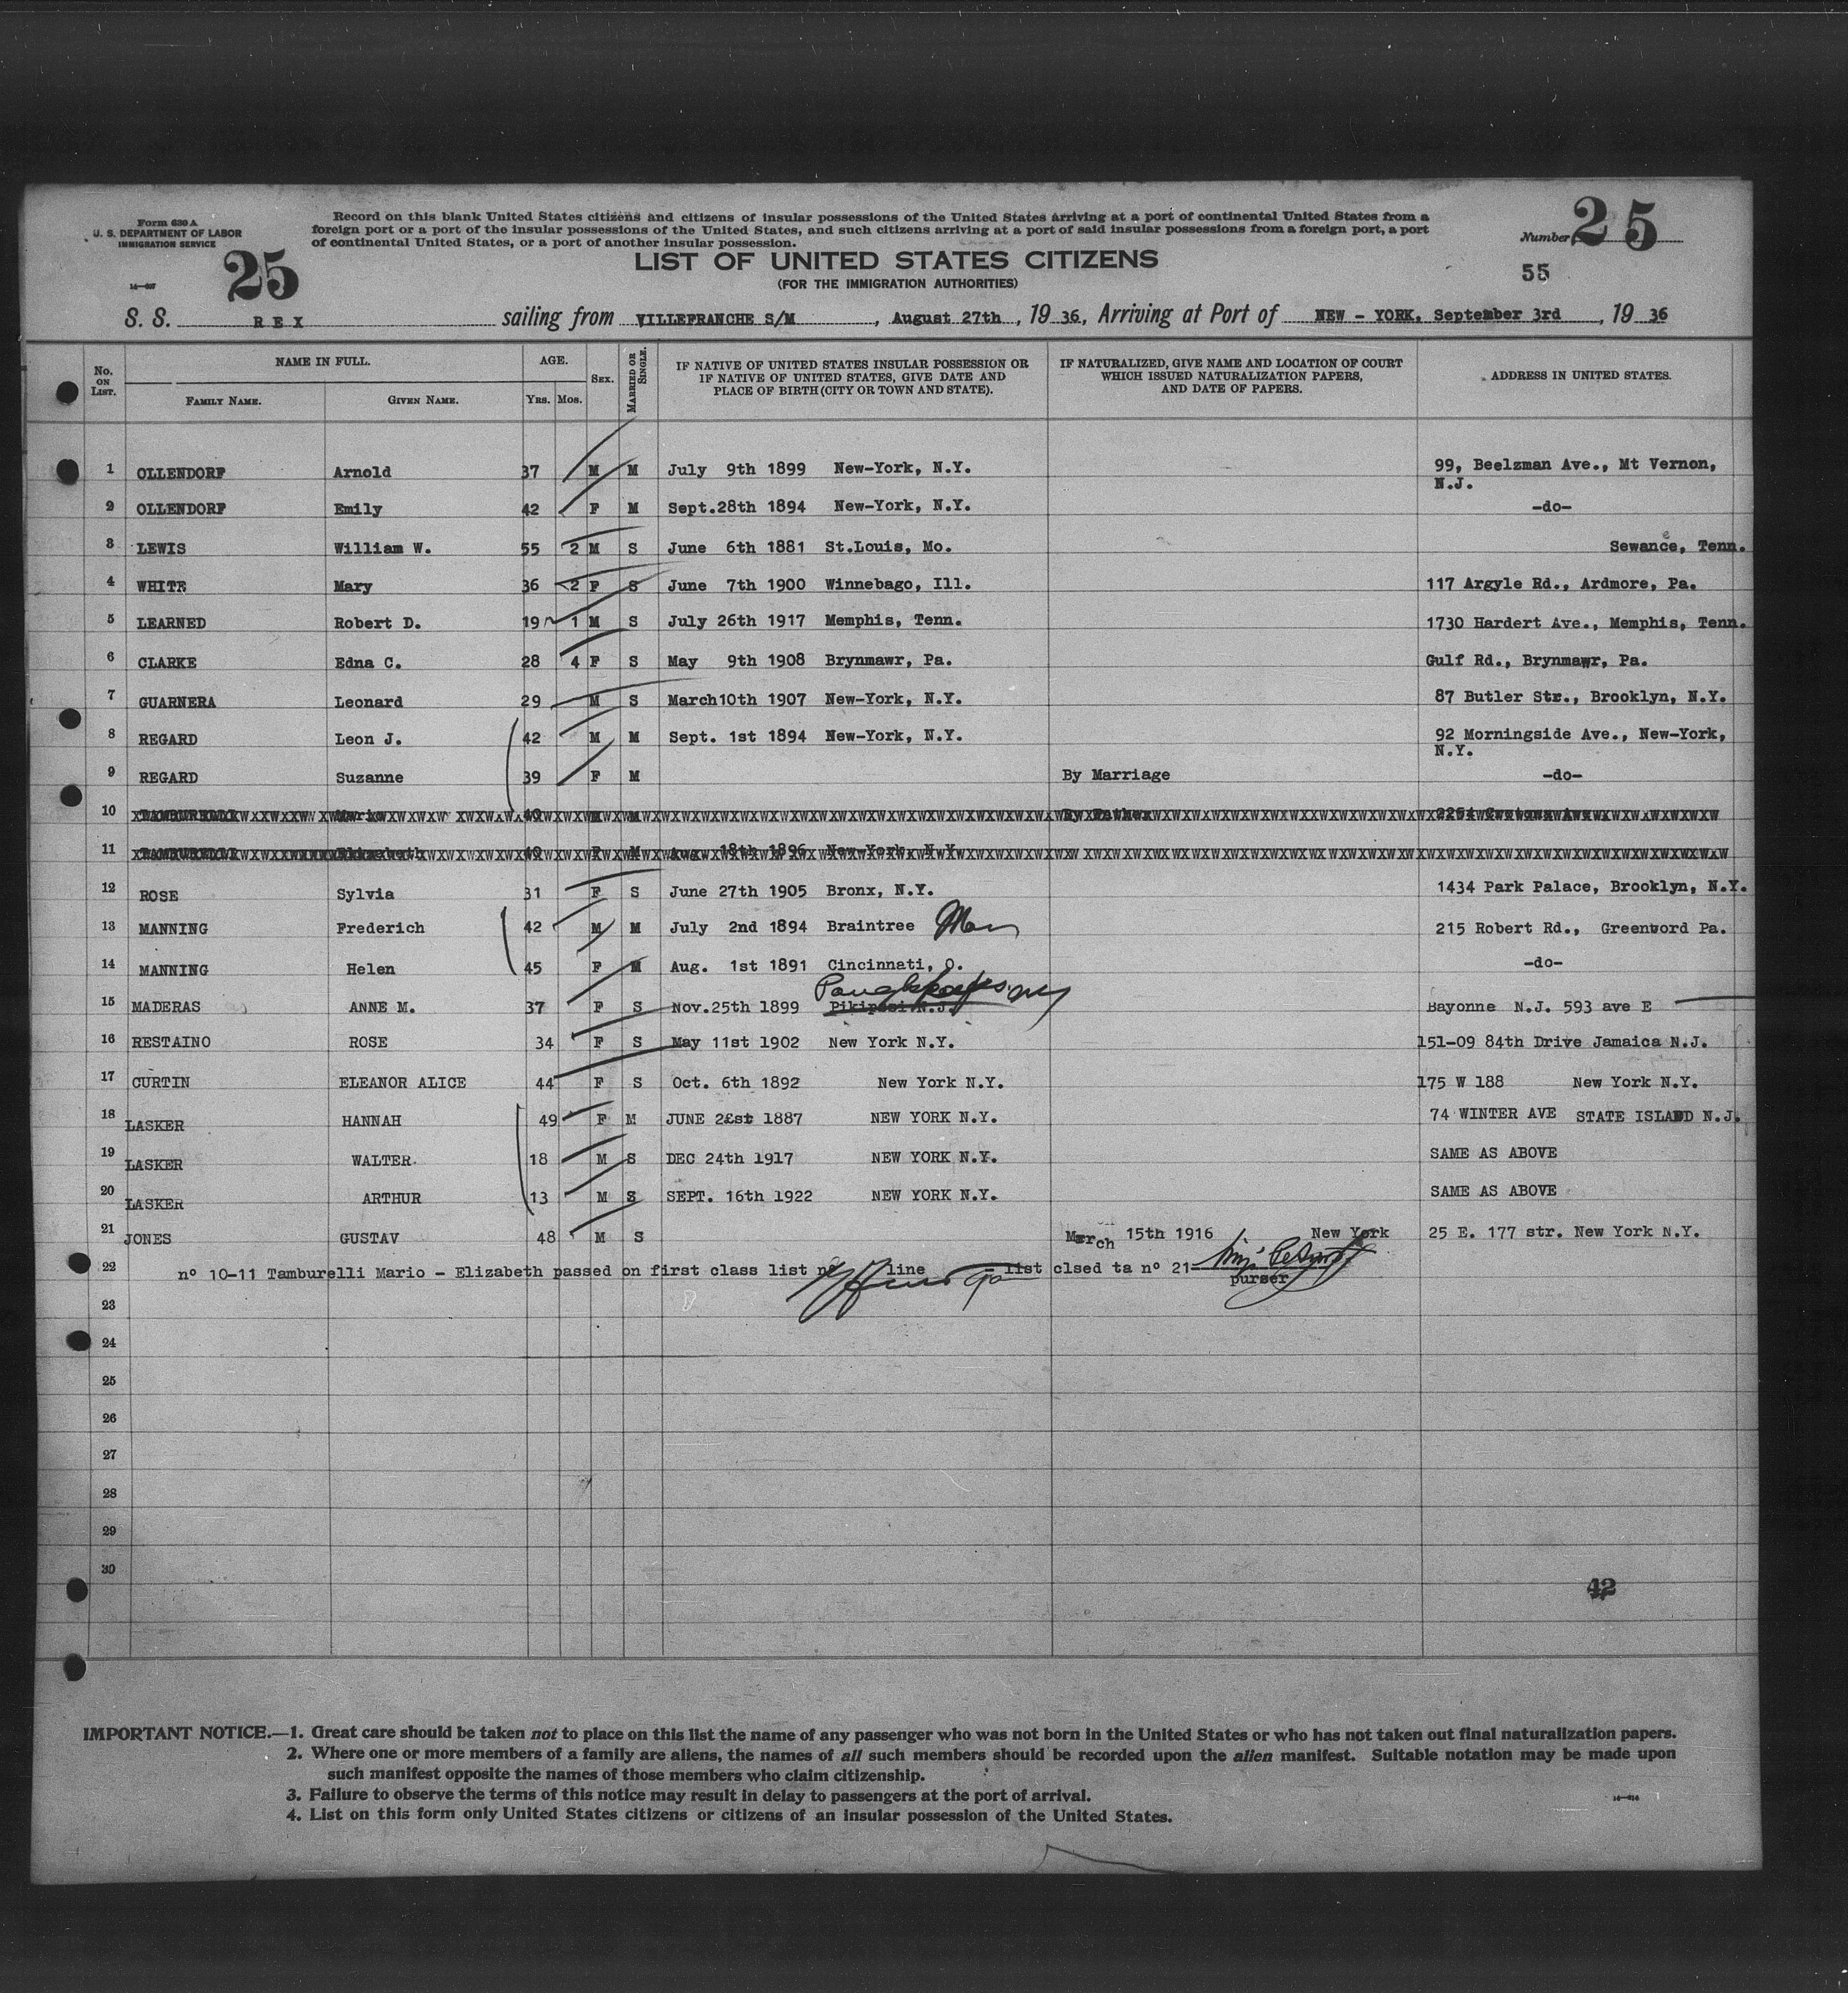 Form 630 A
U. S. DEPARTMENT OF LABOR
IMMIGRATION SERVICE
Record on this blank United States citizens and citizens of insular possessions of the United States arriving at a port of continental United States from a
foreign port or a port of the insular possessions of the United States, and such citizens arriving at a port of said insular possessions from a foreign port, a port
of continental United States, or a port of another insular possession.
Number 25
25
LIST OF UNITED STATES CITIZENS
(FOR THE IMMIGRATION AUTHORITIES)
55
S. S. REX sailing from VILLEFRANCHE S/M, August 27th, 19 36, Arriving at Port of NEW - YORK. September 3rd, 19 36
No. ON LIST. NAME IN FULL. FAMILY NAME. GIVEN NAME. AGE. Yrs. Mos. SEX. MARRIED OR SINGLE. IF NATIVE OF UNITED STATES INSULAR POSSESSION OR IF NATIVE OF UNITED STATES, GIVE DATE AND PLACE OF BIRTH (CITY OR TOWN AND STATE). IF NATURALIZED, GIVE NAME AND LOCATION OF COURT WHICH ISSUED NATURALIZATION PAPERS, AND DATE OF PAPERS. ADDRESS IN UNITED STATES.
1 OLLENDORF Arnold 37 M M July 9th 1899 New-York, N.Y. 99, Beelzman Ave., Mt Vernon,
N.J.
2 OLLENDORF Emily 42 F M Sept.28th 1894 New-York, N.Y. -do-
3 LEWIS William W. 55 2 M S June 6th 1881 St.Louis, Mo. Sewance, Tenn.
4 WHITE Mary 36 2 F S June 7th 1900 Winnebago, Ill. 117 Argyle Rd., Ardmore, Pa.
5 LEARNED Robert D. 19 1 M S July 26th 1917 Memphis, Tenn. 1730 Hardert Ave., Memphis, Tenn.
6 CLARKE Edna C. 28 4 F S May 9th 1908 Brynmawr, Pa. Gulf Rd., Brynmawr, Pa.
7 GUARNERA Leonard 29 M S March10th 1907 New-York, N.Y. 87 Butler Str., Brooklyn, N.Y.
8 REGARD Leon J. 42 M M Sept. 1st 1894 New-York, N.Y. 92 Morningside Ave., New-York,
N.Y.
9 REGARD Suzanne 39 F M By Marriage -do-
10 TAMBURELLI Mario 40 M M By Father
11 TAMBURELLI Elizabeth 40 F M Aug. 18th 1896 New-York, N.Y.
12 ROSE Sylvia 31 F S June 27th 1905 Bronx, N.Y. 1434 Park Palace, Brooklyn, N.Y.
13 MANNING Frederich 42 M M July 2nd 1894 Braintree 215 Robert Rd., Greenword Pa.
14 MANNING Helen 45 F M Aug. 1st 1891 Cincinnati, O. -do-
15 MADERAS ANNE M. 37 F S Nov.25th 1899 Pikiposi N.J. Bayonne N.J. 593 ave E
16 RESTAINO ROSE 34 F S May 11st 1902 New York N.Y. 151-09 84th Drive Jamaica N.J.
17 CURTIN ELEANOR ALICE 44 F S Oct. 6th 1892 New York N.Y. 175 W 188 New York N.Y.
18 LASKER HANNAH 49 F M JUNE 21st 1887 NEW YORK N.Y. 74 WINTER AVE STATE ISLAND N.J.
19 LASKER WALTER. 18 M S DEC 24th 1917 NEW YORK N.Y. SAME AS ABOVE
20 LASKER ARTHUR 13 M S SEPT. 16th 1922 NEW YORK N.Y. SAME AS ABOVE
21 JONES GUSTAV 48 M S March 15th 1916 New York 25 E. 177 str. New York N.Y.
22 nº 10-11 Tamburelli Mario - Elizabeth passed on first class list nº line - list clsed ta nº 21
purser
23
24
25
26
27
28
29
30
42
IMPORTANT NOTICE.—1. Great care should be taken not to place on this list the name of any passenger who was not born in the United States or who has not taken out final naturalization papers.
2. Where one or more members of a family are aliens, the names of all such members should be recorded upon the alien manifest. Suitable notation may be made upon
such manifest opposite the names of those members who claim citizenship.
3. Failure to observe the terms of this notice may result in delay to passengers at the port of arrival.
4. List on this form only United States citizens or citizens of an insular possession of the United States.